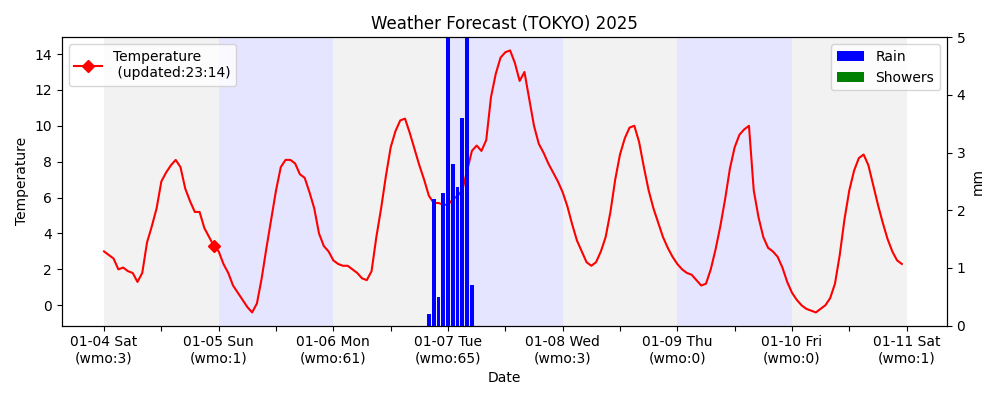 Weather Forecast (TOKYO) 2025
Temperature
(updated:23:14)
Rain
Showers
14
12
10
8
6
4
2
0
Temperature
5
4
3
2
1
0
mm
01-04 Sat
(wmo:3)
01-05 Sun
(wmo:1)
01-06 Mon
(wmo:61)
01-07 Tue
(wmo:65)
01-08 Wed
(wmo:3)
01-09 Thu
(wmo:0)
01-10 Fri
(wmo:0)
01-11 Sat
(wmo:1)
Date